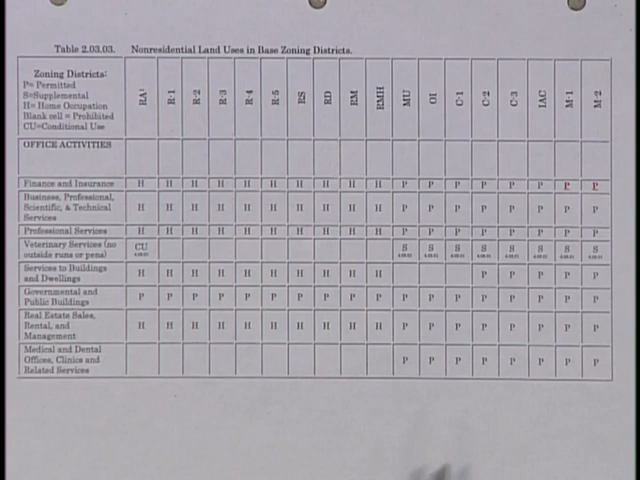 Table 2.03.03. Nonresidential Land Uses in Base Zoning Districts.
Zoning Districts:
P= Permitted
S=Supplemental
H= Home Occupation
Blank cell = Prohibited
CU=Conditional Use
RA¹ R-1 R-2 R-3 R-4 R-5 RS RD RM RMH MU OI C-1 C-2 C-3 IAC M-1 M-2
OFFICE ACTIVITIES
Finance and Insurance H H H H H H H H H H P P P P P P P P
Business, Professional,
Scientific, & Technical H H H H H H H H H H P P P P P P P P
Services
Professional Services H H H H H H H H H H P P P P P P P P
Veterinary Services (no CU S S S S S S S S
outside runs or pens)
Services to Buildings
and Dwellings H H H H H H H H H H P P P P P
Governmental and
Public Buildings P P P P P P P P P P P P P P P P P P
Real Estate Sales,
Rental, and H H H H H H H H H H P P P P P P P P
Management
Medical and Dental
Offices, Clinics and P P P P P P P P
Related Services